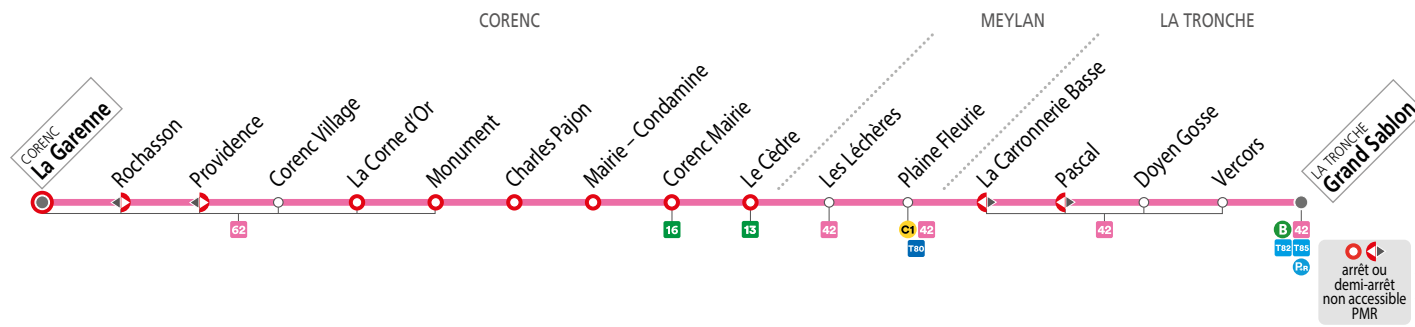 CORENC
MEYLAN
LA TRONCHE
CORENC
La Garenne
Rochasson
Providence
Corenc Village
La Corne d'Or
Monument
Charles Pajon
Mairie – Condamine
Corenc Mairie
Le Cèdre
Les Léchères
Plaine Fleurie
La Carronnerie Basse
Pascal
Doyen Gosse
Vercors
LA TRONCHE
Grand Sablon
62
16
13
42
C1 42
T80
42
B 42
T82 T85
P+R
arrêt ou
demi-arrêt
non accessible
PMR